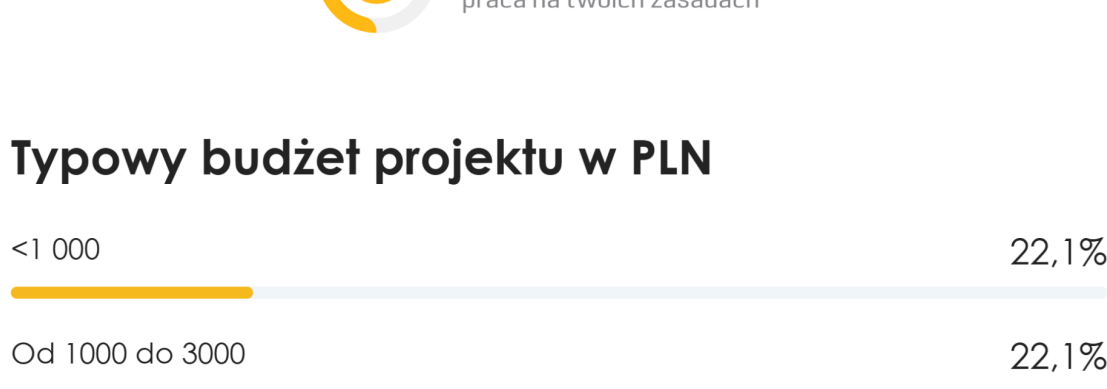 praca na twoich zasadach
Typowy budżet projektu w PLN
<1 000
22,1%
Od 1000 do 3000
22,1%